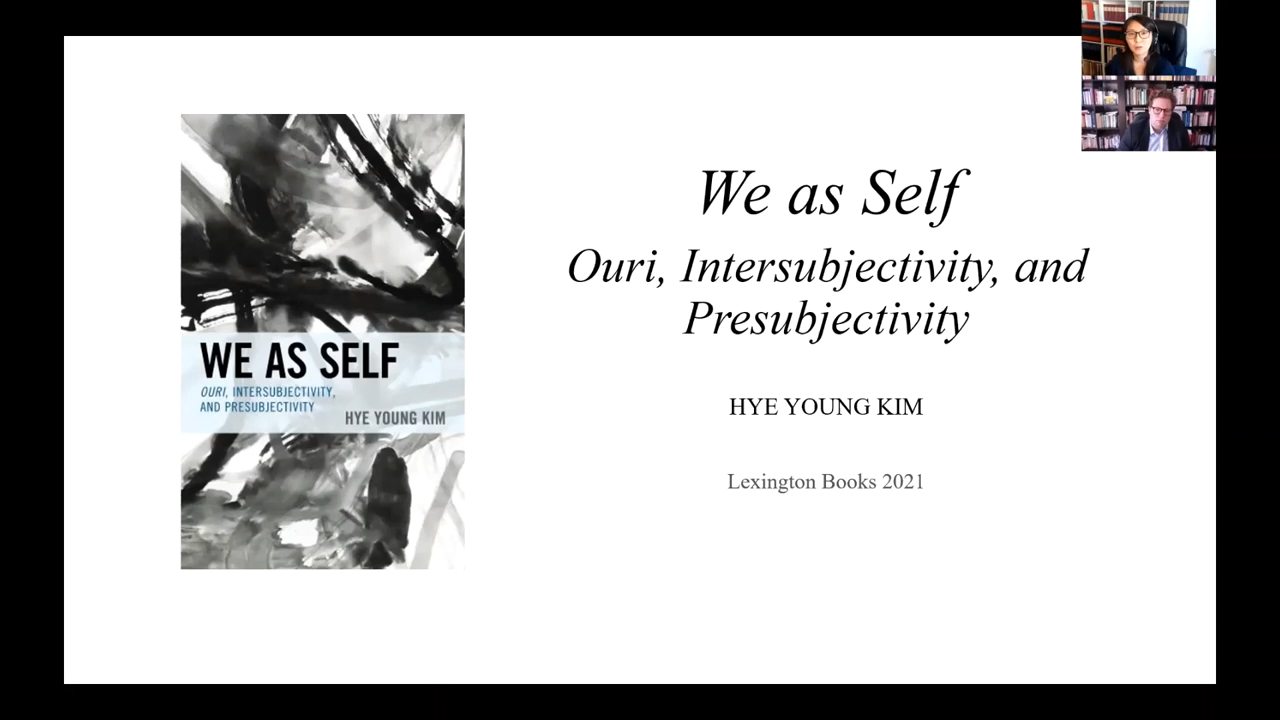 WE AS SELF
OURI, INTERSUBJECTIVITY,
AND PRESUBJECTIVITY
HYE YOUNG KIM
We as Self
Ouri, Intersubjectivity, and
Presubjectivity
HYE YOUNG KIM
Lexington Books 2021